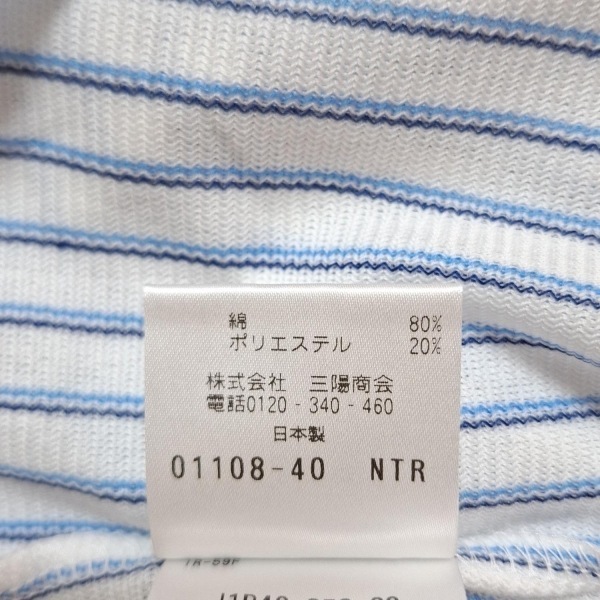 綿 80%
ポリエステル 20%
株式会社 三陽商会
電話0120-340-460
日本製
01108-40 NTR